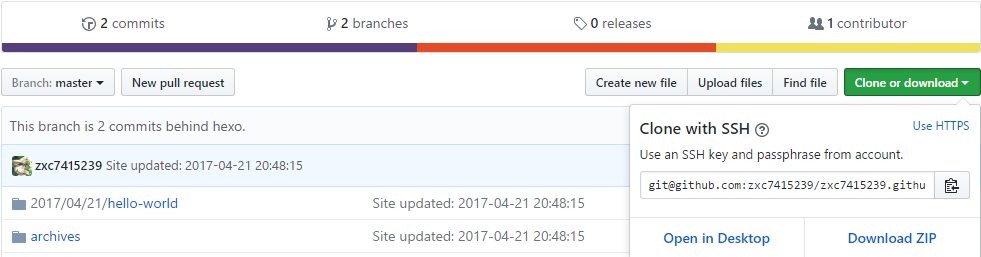 2 commits 2 branches 0 releases 1 contributor
Branch: master New pull request Create new file Upload files Find file Clone or download
This branch is 2 commits behind hexo.
Clone with SSH ? Use HTTPS
zxc7415239 Site updated: 2017-04-21 20:48:15
Use an SSH key and passphrase from account.
git@github.com:zxc7415239/zxc7415239.githu
2017/04/21/hello-world Site updated: 2017-04-21 20:48:15
archives Site updated: 2017-04-21 20:48:15
Open in Desktop Download ZIP